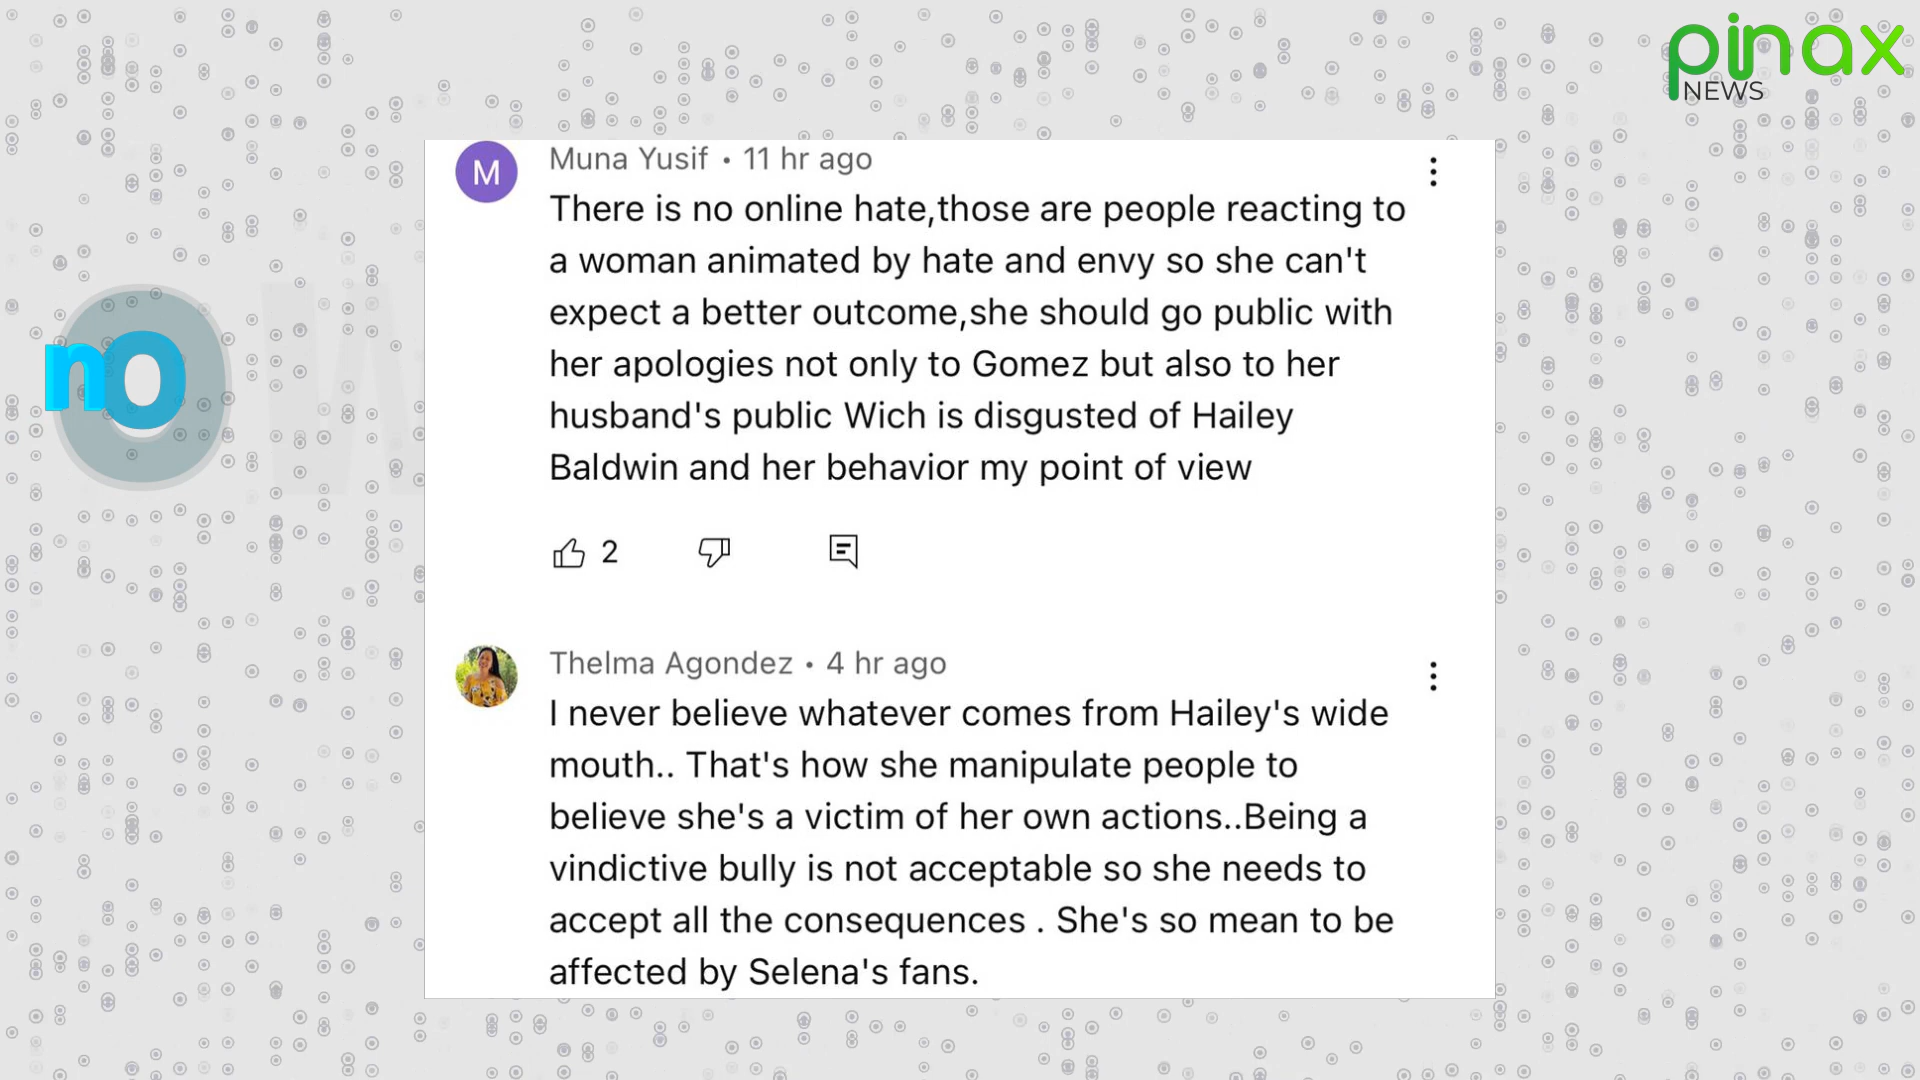 pinax
NEWS
M
Muna Yusif • 11 hr ago
There is no online hate,those are people reacting to
a woman animated by hate and envy so she can't
expect a better outcome,she should go public with
her apologies not only to Gomez but also to her
husband's public Wich is disgusted of Hailey
Baldwin and her behavior my point of view
2
Thelma Agondez • 4 hr ago
I never believe whatever comes from Hailey's wide
mouth.. That's how she manipulate people to
believe she's a victim of her own actions..Being a
vindictive bully is not acceptable so she needs to
accept all the consequences . She's so mean to be
affected by Selena's fans.